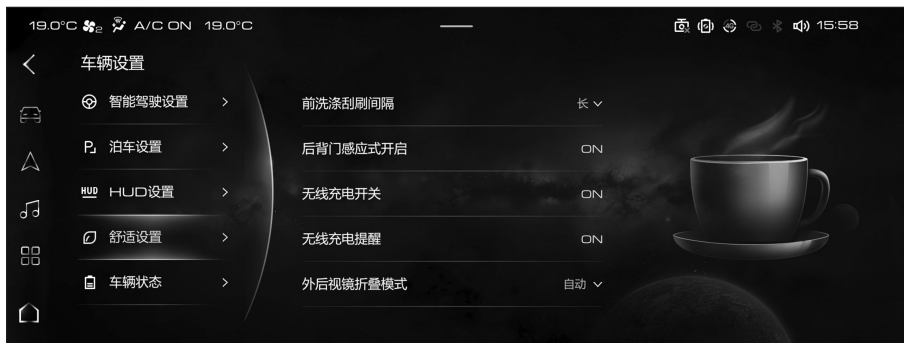 19.0°C 2 A/C ON 19.0°C 4G 15:58
车辆设置
智能驾驶设置
前洗涤刮刷间隔 长
P 泊车设置
后背门感应式开启 ON
HUD HUD设置
无线充电开关 ON
舒适设置
无线充电提醒 ON
车辆状态
外后视镜折叠模式 自动